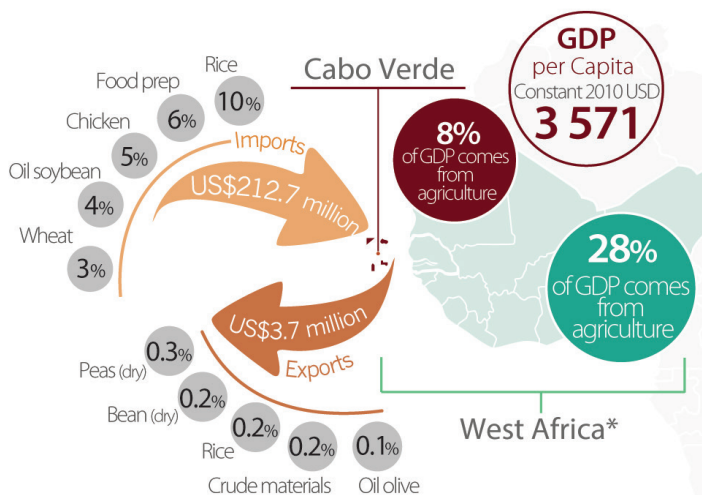 GDP
per Capita
Constant 2010 USD
3 571
Cabo Verde
8%
of GDP comes
from
agriculture
28%
of GDP comes
from
agriculture
West Africa*
Rice
10%
Food prep
6%
Chicken
5%
Oil soybean
4%
Wheat
3%
Imports
US$212.7 million
US$3.7 million
Exports
0.3%
Peas (dry)
0.2%
Bean (dry)
0.2%
Rice
0.2%
Crude materials
0.1%
Oil olive